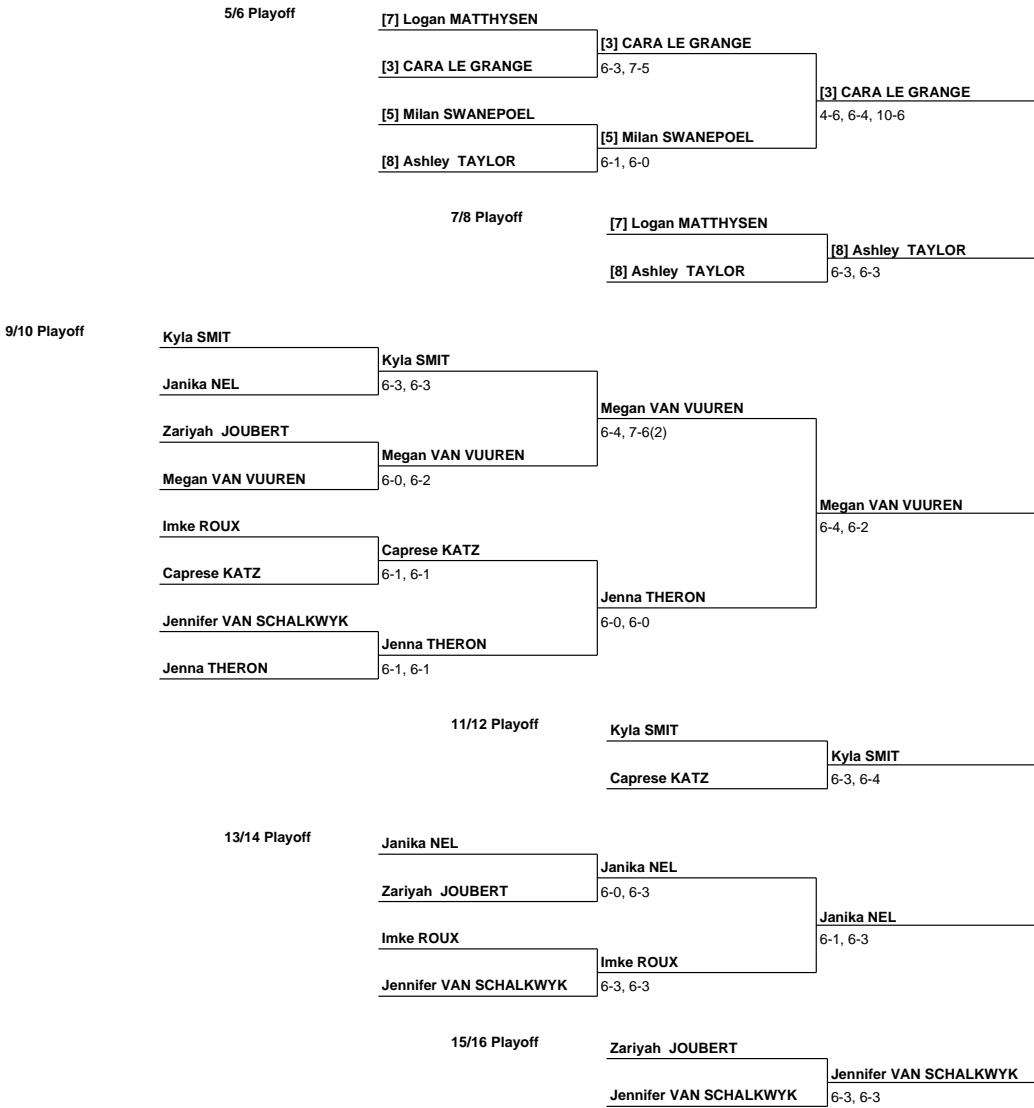 5/6 Playoff
[7] Logan MATTHYSEN
[3] CARA LE GRANGE
[3] CARA LE GRANGE
6-3, 7-5
[3] CARA LE GRANGE
4-6, 6-4, 10-6
[5] Milan SWANEPOEL
[5] Milan SWANEPOEL
[8] Ashley TAYLOR
6-1, 6-0
7/8 Playoff
[7] Logan MATTHYSEN
[8] Ashley TAYLOR
[8] Ashley TAYLOR
6-3, 6-3
9/10 Playoff
Kyla SMIT
Kyla SMIT
Janika NEL
6-3, 6-3
Megan VAN VUUREN
6-4, 7-6(2)
Zariyah JOUBERT
Megan VAN VUUREN
Megan VAN VUUREN
6-0, 6-2
Megan VAN VUUREN
6-4, 6-2
Imke ROUX
Caprese KATZ
Caprese KATZ
6-1, 6-1
Jenna THERON
6-0, 6-0
Jennifer VAN SCHALKWYK
Jenna THERON
Jenna THERON
6-1, 6-1
11/12 Playoff
Kyla SMIT
Kyla SMIT
Caprese KATZ
6-3, 6-4
13/14 Playoff
Janika NEL
Janika NEL
Zariyah JOUBERT
6-0, 6-3
Janika NEL
6-1, 6-3
Imke ROUX
Imke ROUX
Jennifer VAN SCHALKWYK
6-3, 6-3
15/16 Playoff
Zariyah JOUBERT
Jennifer VAN SCHALKWYK
Jennifer VAN SCHALKWYK
6-3, 6-3